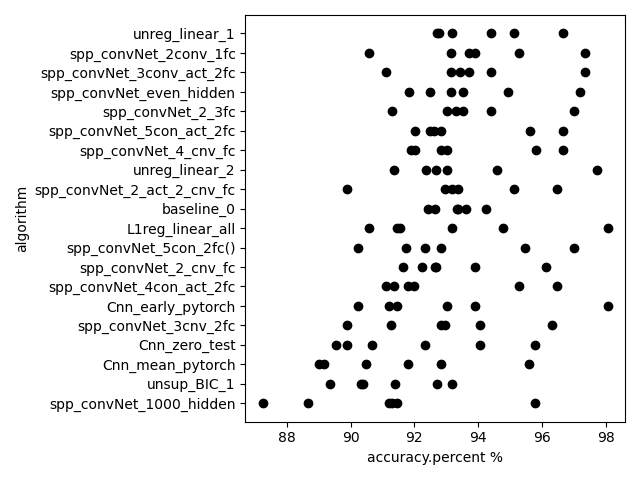 unreg_linear_1
spp_convNet_2conv_1fc
spp_convNet_3conv_act_2fc
spp_convNet_even_hidden
spp_convNet_2_3fc
spp_convNet_5con_act_2fc
spp_convNet_4_cnv_fc
unreg_linear_2
spp_convNet_2_act_2_cnv_fc
baseline_0
L1reg_linear_all
spp_convNet_5con_2fc()
spp_convNet_2_cnv_fc
spp_convNet_4con_act_2fc
Cnn_early_pytorch
spp_convNet_3cnv_2fc
Cnn_zero_test
Cnn_mean_pytorch
unsup_BIC_1
spp_convNet_1000_hidden
algorithm
88 90 92 94 96 98
accuracy.percent %